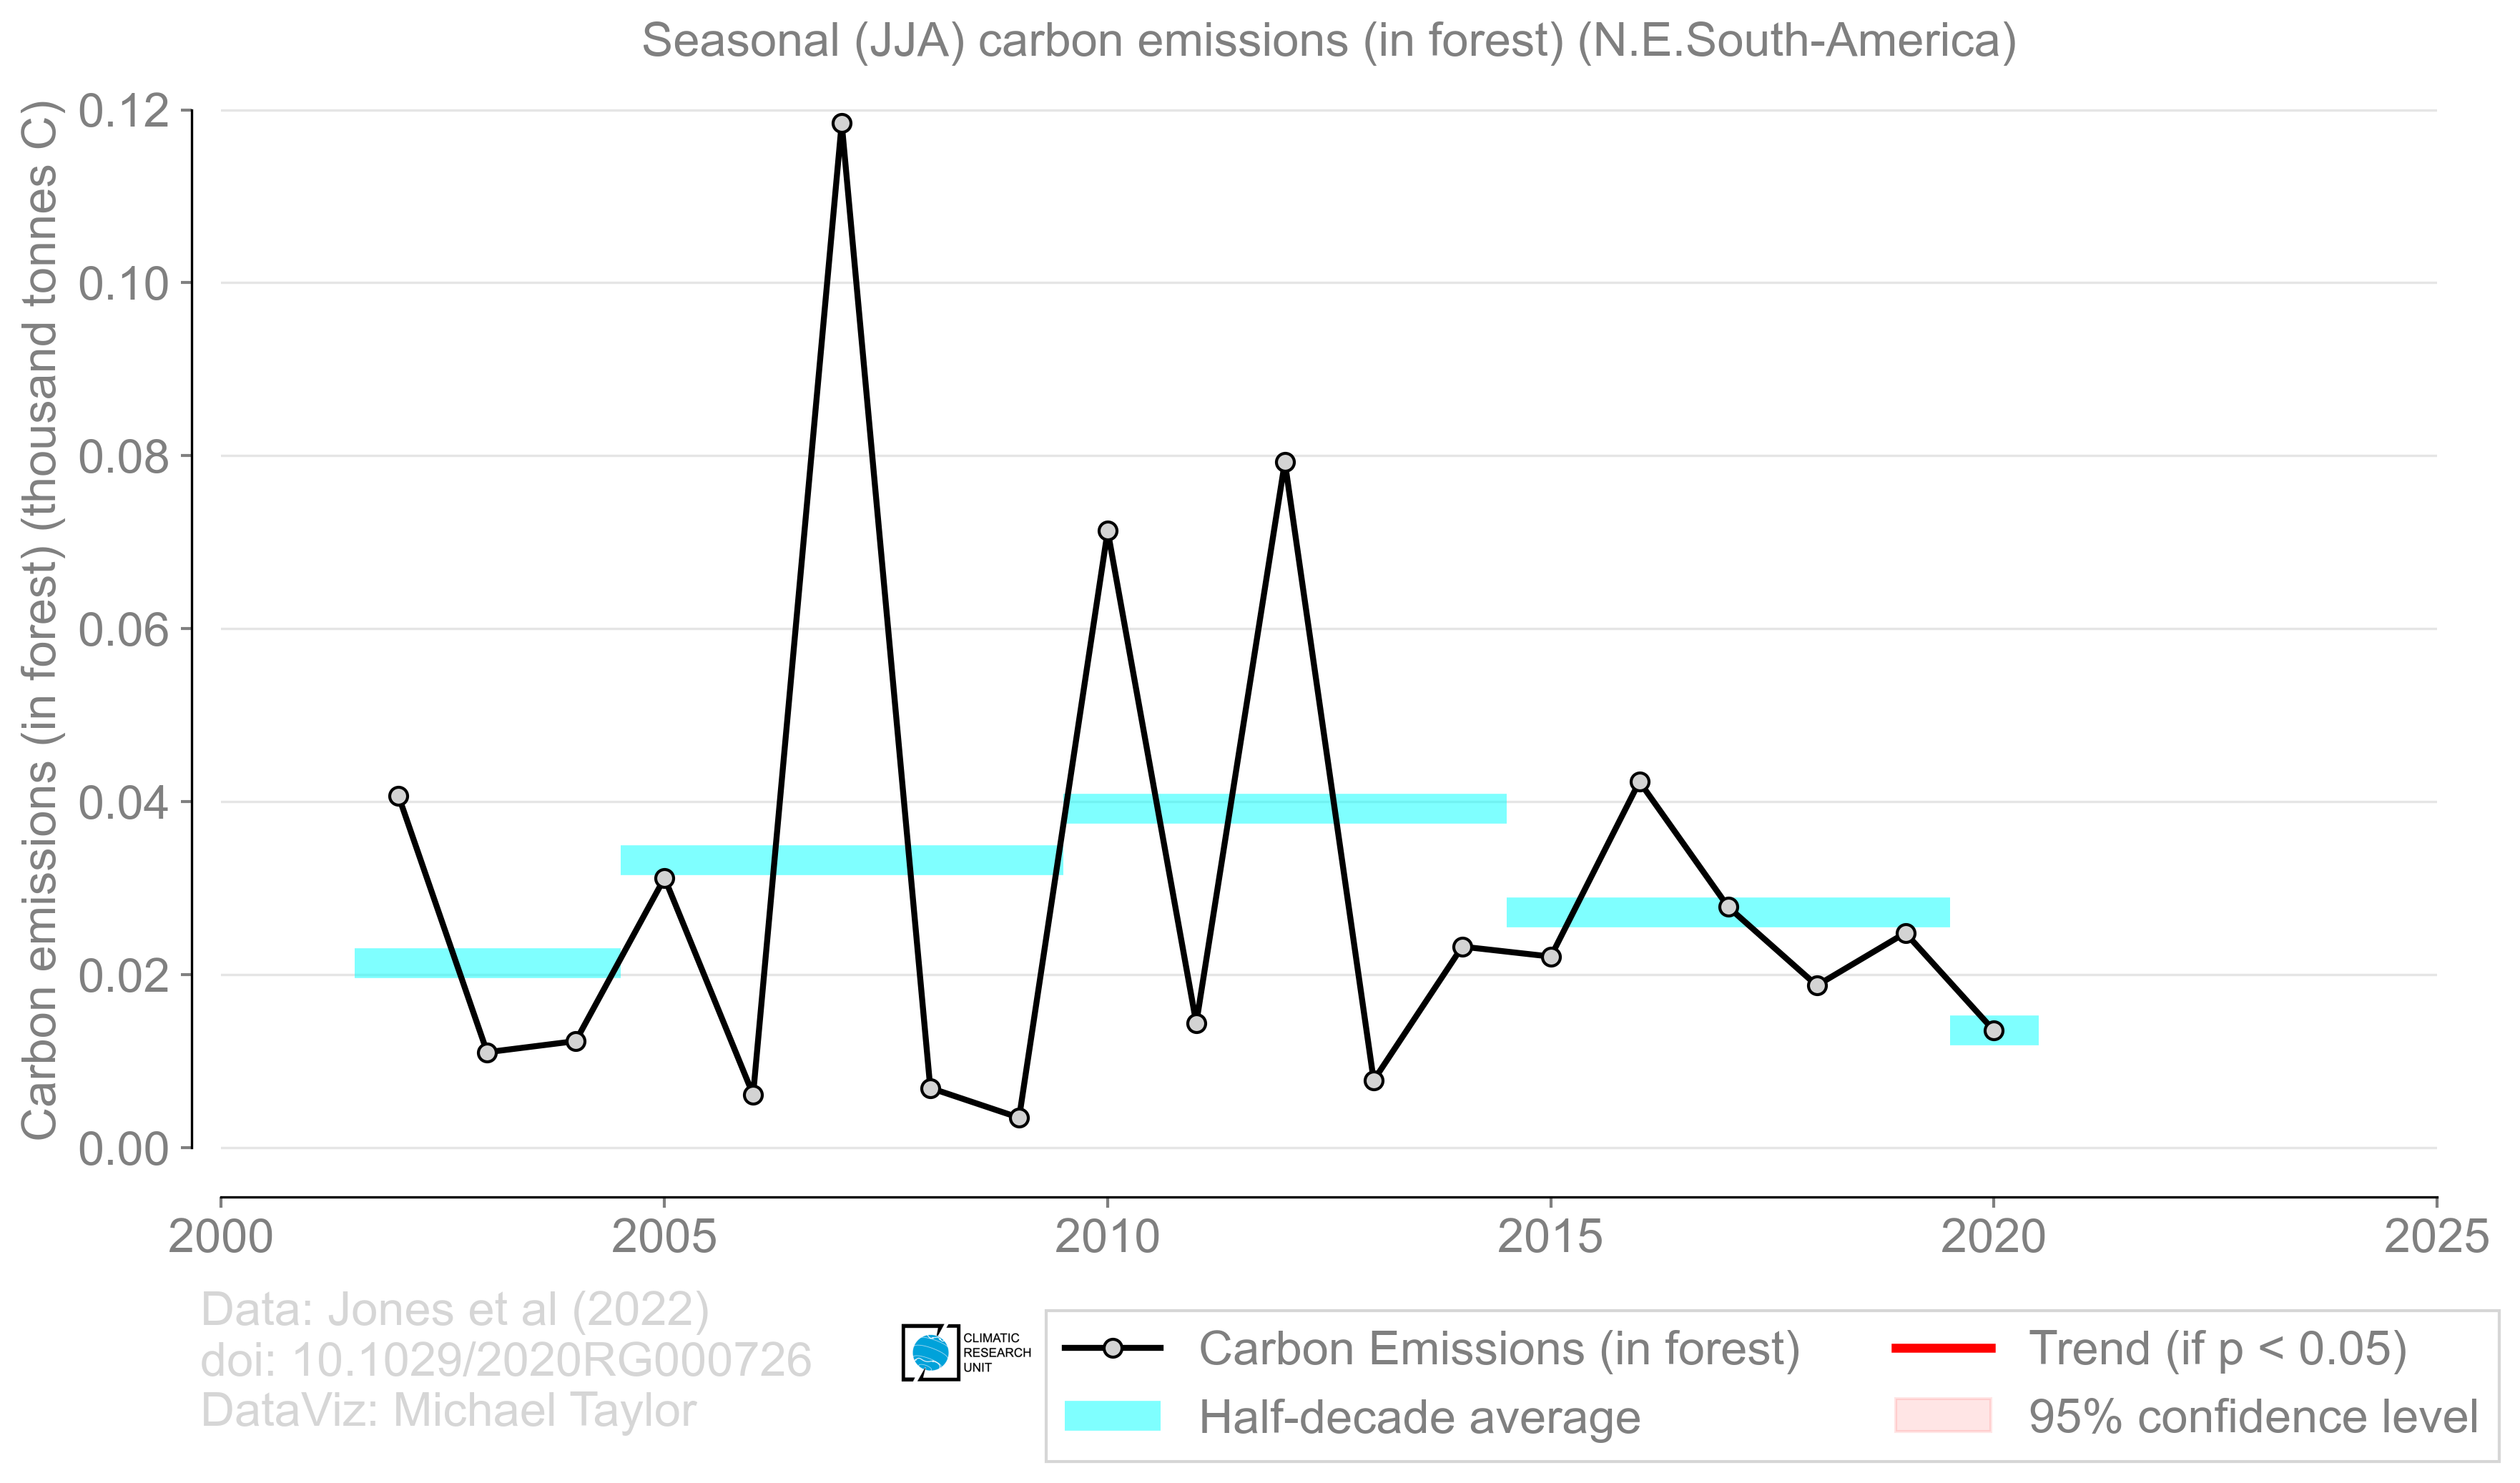 Seasonal (JJA) carbon emissions (in forest) (N.E.South-America)
Carbon emissions (in forest) (thousand tonnes C)
0.12
0.10
0.08
0.06
0.04
0.02
0.00
2000
2005
2010
2015
2020
2025
Data: Jones et al (2022)
doi: 10.1029/2020RG000726
DataViz: Michael Taylor
CLIMATIC
RESEARCH
UNIT
Carbon Emissions (in forest)
Half-decade average
Trend (if p < 0.05)
95% confidence level